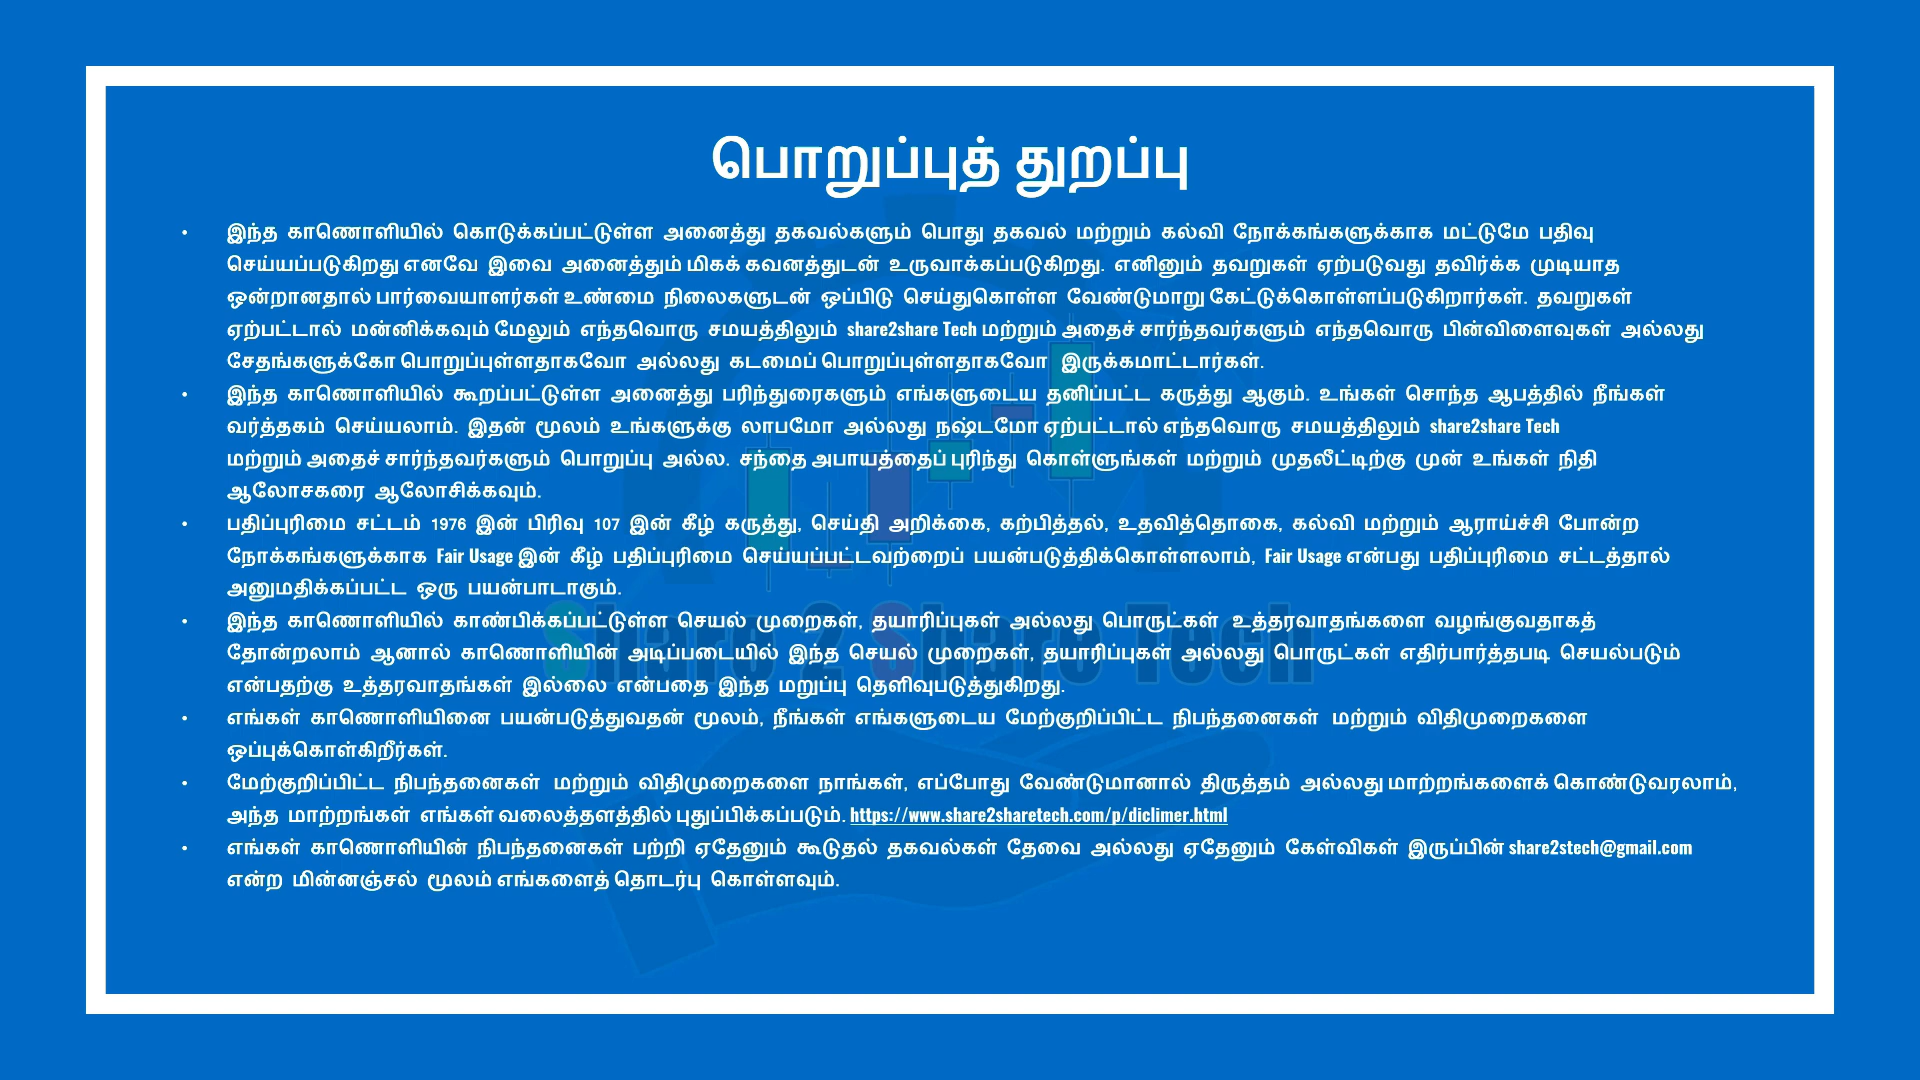 பொறுப்புத் துறப்பு
• இந்த காணொளியில் கொடுக்கப்பட்டுள்ள அனைத்து தகவல்களும் பொது தகவல் மற்றும் கல்வி நோக்கங்களுக்காக மட்டுமே பதிவு
செய்யப்படுகிறது எனவே இவை அனைத்தும் மிகக் கவனத்துடன் உருவாக்கப்படுகிறது. எனினும் தவறுகள் ஏற்படுவது தவிர்க்க முடியாத
ஒன்றானதால் பார்வையாளர்கள் உண்மை நிலைகளுடன் ஒப்பிடு செய்துகொள்ள வேண்டுமாறு கேட்டுக்கொள்ளப்படுகிறார்கள். தவறுகள்
ஏற்பட்டால் மன்னிக்கவும் மேலும் எந்தவொரு சமயத்திலும் share2share Tech மற்றும் அதைச் சார்ந்தவர்களும் எந்தவொரு பின்விளைவுகள் அல்லது
சேதங்களுக்கோ பொறுப்புள்ளதாகவோ அல்லது கடமைப் பொறுப்புள்ளதாகவோ இருக்கமாட்டார்கள்.
• இந்த காணொளியில் கூறப்பட்டுள்ள அனைத்து பரிந்துரைகளும் எங்களுடைய தனிப்பட்ட கருத்து ஆகும். உங்கள் சொந்த ஆபத்தில் நீங்கள்
வர்த்தகம் செய்யலாம். இதன் மூலம் உங்களுக்கு லாபமோ அல்லது நஷ்டமோ ஏற்பட்டால் எந்தவொரு சமயத்திலும் share2share Tech
மற்றும் அதைச் சார்ந்தவர்களும் பொறுப்பு அல்ல. சந்தை அபாயத்தைப் புரிந்து கொள்ளுங்கள் மற்றும் முதலீட்டிற்கு முன் உங்கள் நிதி
ஆலோசகரை ஆலோசிக்கவும்.
• பதிப்புரிமை சட்டம் 1976 இன் பிரிவு 107 இன் கீழ் கருத்து, செய்தி அறிக்கை, கற்பித்தல், உதவித்தொகை, கல்வி மற்றும் ஆராய்ச்சி போன்ற
நோக்கங்களுக்காக Fair Usage இன் கீழ் பதிப்புரிமை செய்யப்பட்டவற்றைப் பயன்படுத்திக்கொள்ளலாம், Fair Usage என்பது பதிப்புரிமை சட்டத்தால்
அனுமதிக்கப்பட்ட ஒரு பயன்பாடாகும்.
• இந்த காணொளியில் காண்பிக்கப்பட்டுள்ள செயல் முறைகள், தயாரிப்புகள் அல்லது பொருட்கள் உத்தரவாதங்களை வழங்குவதாகத்
தோன்றலாம் ஆனால் காணொளியின் அடிப்படையில் இந்த செயல் முறைகள், தயாரிப்புகள் அல்லது பொருட்கள் எதிர்பார்த்தபடி செயல்படும்
என்பதற்கு உத்தரவாதங்கள் இல்லை என்பதை இந்த மறுப்பு தெளிவுபடுத்துகிறது.
• எங்கள் காணொளியினை பயன்படுத்துவதன் மூலம், நீங்கள் எங்களுடைய மேற்குறிப்பிட்ட நிபந்தனைகள் மற்றும் விதிமுறைகளை
ஒப்புக்கொள்கிறீர்கள்.
• மேற்குறிப்பிட்ட நிபந்தனைகள் மற்றும் விதிமுறைகளை நாங்கள், எப்போது வேண்டுமானால் திருத்தம் அல்லது மாற்றங்களைக் கொண்டுவரலாம்,
அந்த மாற்றங்கள் எங்கள் வலைத்தளத்தில் புதுப்பிக்கப்படும். https://www.share2sharetech.com/p/diclimer.html
• எங்கள் காணொளியின் நிபந்தனைகள் பற்றி ஏதேனும் கூடுதல் தகவல்கள் தேவை அல்லது ஏதேனும் கேள்விகள் இருப்பின் share2stech@gmail.com
என்ற மின்னஞ்சல் மூலம் எங்களைத் தொடர்பு கொள்ளவும்.
Share 2 Share Tech